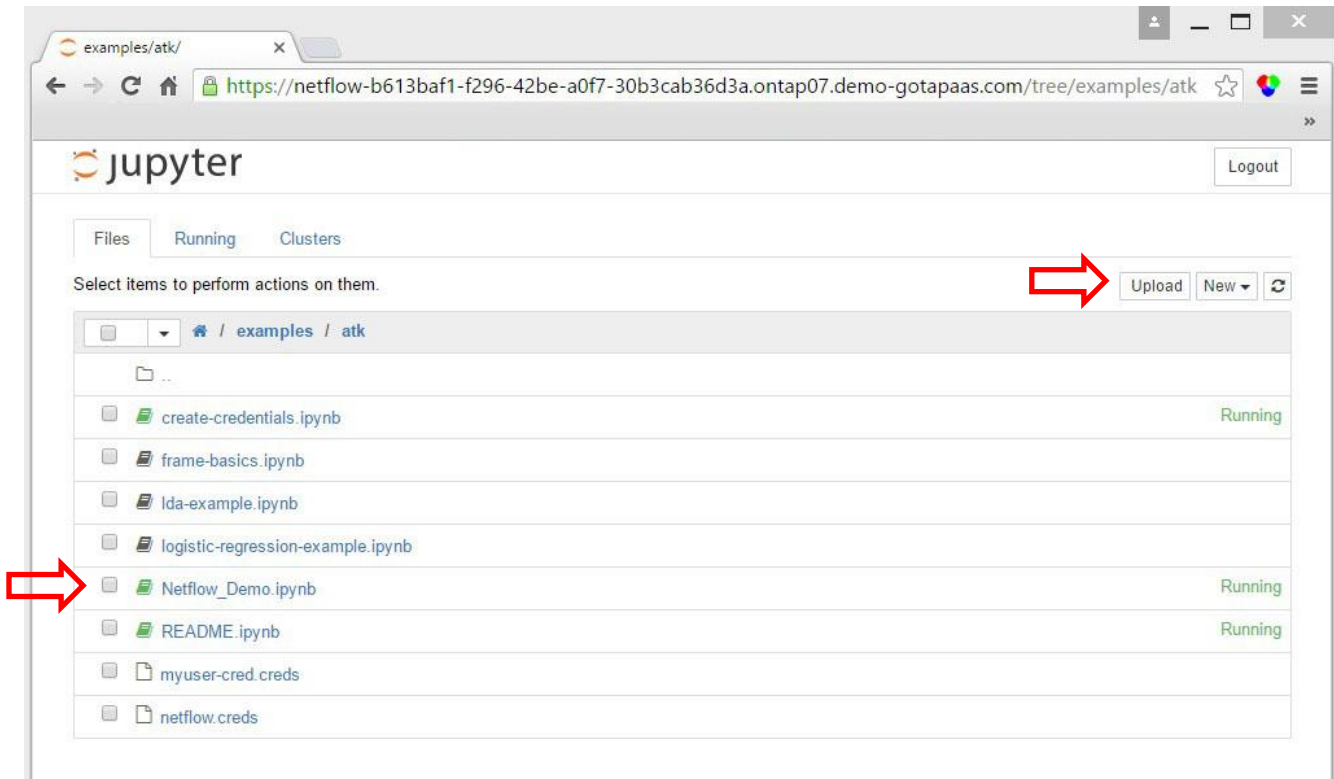 examples/atk/
https://netflow-b613baf1-f296-42be-a0f7-30b3cab36d3a.ontap07.demo-gotapaas.com/tree/examples/atk
jupyter
Logout
Files Running Clusters
Select items to perform actions on them.
Upload New
/ examples / atk
..
create-credentials.ipynb Running
frame-basics.ipynb
lda-example.ipynb
logistic-regression-example.ipynb
Netflow_Demo.ipynb Running
README.ipynb Running
myuser-cred.creds
netflow.creds